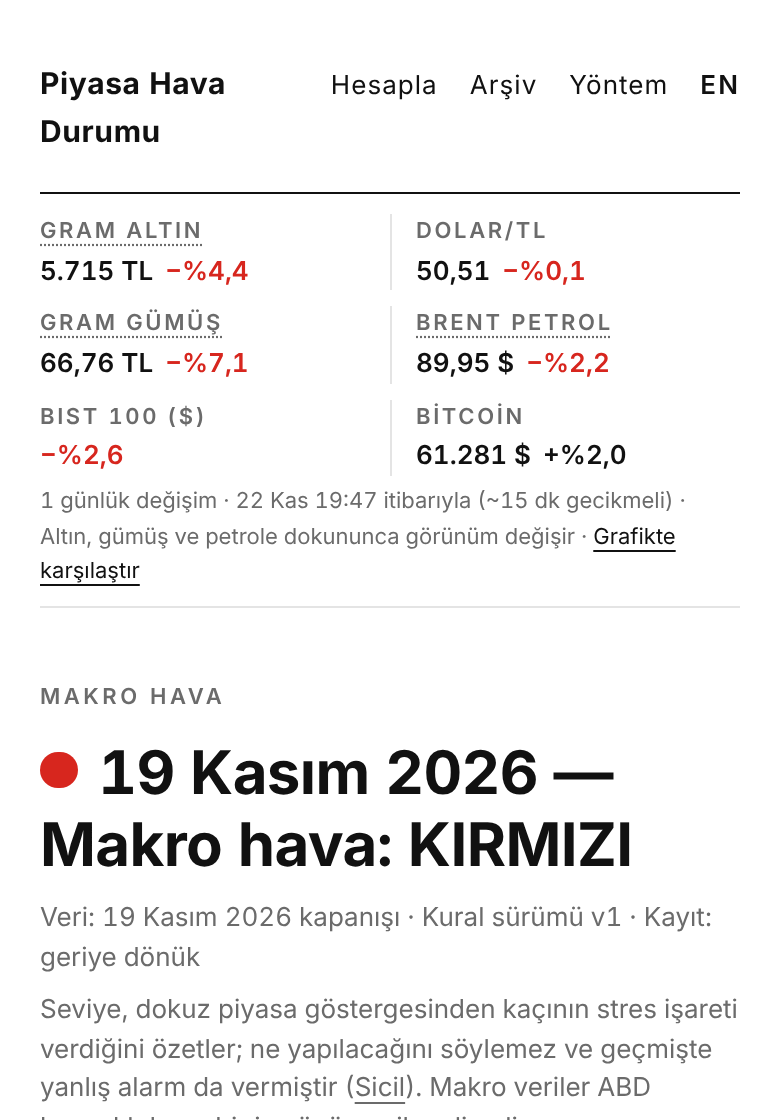 Piyasa Hava
Durumu
Hesapla Arşiv Yöntem EN
GRAM ALTIN
5.715 TL −%4,4
DOLAR/TL
50,51 −%0,1
GRAM GÜMÜŞ
66,76 TL −%7,1
BRENT PETROL
89,95 $ −%2,2
BIST 100 ($)
−%2,6
BİTCOİN
61.281 $ +%2,0
1 günlük değişim · 22 Kas 19:47 itibarıyla (~15 dk gecikmeli) ·
Altın, gümüş ve petrole dokununca görünüm değişir · Grafikte
karşılaştır
MAKRO HAVA
19 Kasım 2026 —
Makro hava: KIRMIZI
Veri: 19 Kasım 2026 kapanışı · Kural sürümü v1 · Kayıt:
geriye dönük
Seviye, dokuz piyasa göstergesinden kaçının stres işareti
verdiğini özetler; ne yapılacağını söylemez ve geçmişte
yanlış alarm da vermiştir (Sicil). Makro veriler ABD